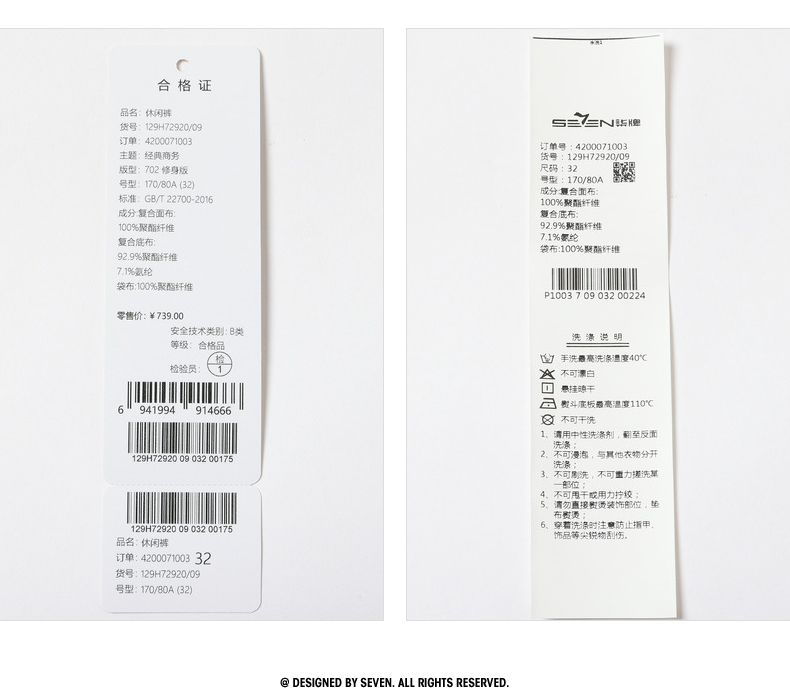 合格证
品名: 休闲裤
货号: 129H72920/09
订单: 4200071003
主题: 经典商务
版型: 702 修身版
号型: 170/80A (32)
标准: GB/T 22700-2016
成分:复合面布:
100%聚酯纤维
复合底布:
92.9%聚酯纤维
7.1%氨纶
袋布:100%聚酯纤维
零售价: ¥739.00
安全技术类别: B类
等级: 合格品
检验员: 检 1
6 941994 914666
129H72920 09 032 00175
129H72920 09 032 00175
品名: 休闲裤
订单: 4200071003 32
货号: 129H72920/09
号型: 170/80A (32)
SEVEN 柒牌
订单号: 4200071003
货号: 129H72920/09
尺码: 32
号型: 170/80A
成分:复合面布:
100%聚酯纤维
复合底布:
92.9%聚酯纤维
7.1%氨纶
袋布:100%聚酯纤维
P1003 7 09 032 00224
洗涤说明
手洗最高洗涤温度40℃
不可漂白
悬挂晾干
熨斗底板最高温度110℃
不可干洗
1、请用中性洗涤剂，翻至反面
洗涤；
2、不可浸泡，与其他衣物分开
洗涤；
3、不可刷洗，不可重力搓洗某
一部位；
4、不可甩干或用力拧绞；
5、请勿直接熨烫装饰部位，垫
布熨烫；
6、穿着洗涤时注意防止指甲、
饰品等尖锐物刮伤。
@ DESIGNED BY SEVEN. ALL RIGHTS RESERVED.